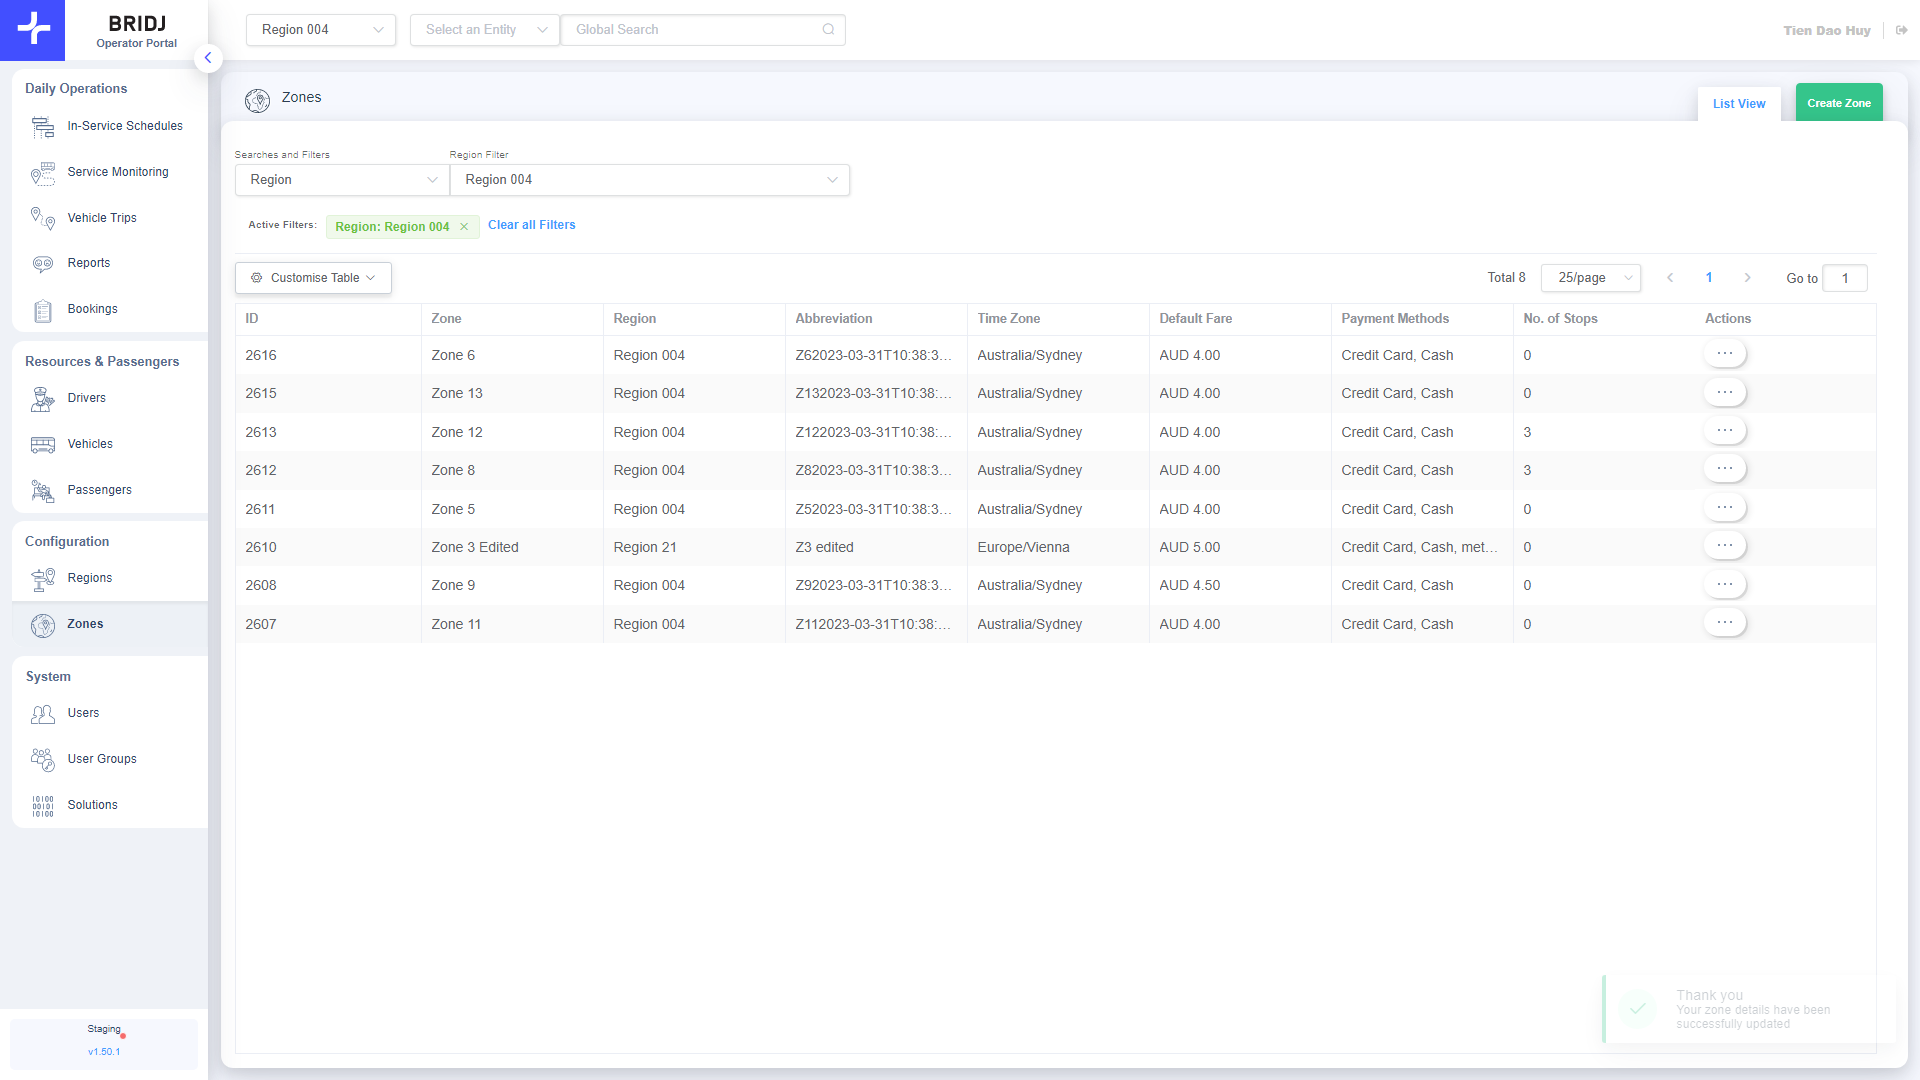 BRIDJ
Operator Portal
Region 004
Select an Entity
Global Search
Tien Dao Huy
Daily Operations
In-Service Schedules
Service Monitoring
Vehicle Trips
Reports
Bookings
Resources & Passengers
Drivers
Vehicles
Passengers
Configuration
Regions
Zones
System
Users
User Groups
10100
00101
10100
Solutions
Staging
v1.50.1
Zones
List View
Create Zone
Searches and Filters
Region Filter
Region
Region 004
Active Filters:
Region: Region 004
Clear all Filters
Customise Table
Total 8
25/page
1
Go to
1
ID Zone Region Abbreviation Time Zone Default Fare Payment Methods No. of Stops Actions
2616 Zone 6 Region 004 Z62023-03-31T10:38:3... Australia/Sydney AUD 4.00 Credit Card, Cash 0
2615 Zone 13 Region 004 Z132023-03-31T10:38:... Australia/Sydney AUD 4.00 Credit Card, Cash 0
2613 Zone 12 Region 004 Z122023-03-31T10:38:... Australia/Sydney AUD 4.00 Credit Card, Cash 3
2612 Zone 8 Region 004 Z82023-03-31T10:38:3... Australia/Sydney AUD 4.00 Credit Card, Cash 3
2611 Zone 5 Region 004 Z52023-03-31T10:38:3... Australia/Sydney AUD 4.00 Credit Card, Cash 0
2610 Zone 3 Edited Region 21 Z3 edited Europe/Vienna AUD 5.00 Credit Card, Cash, met... 0
2608 Zone 9 Region 004 Z92023-03-31T10:38:3... Australia/Sydney AUD 4.50 Credit Card, Cash 0
2607 Zone 11 Region 004 Z112023-03-31T10:38:... Australia/Sydney AUD 4.00 Credit Card, Cash 0
Thank you
Your zone details have been
successfully updated